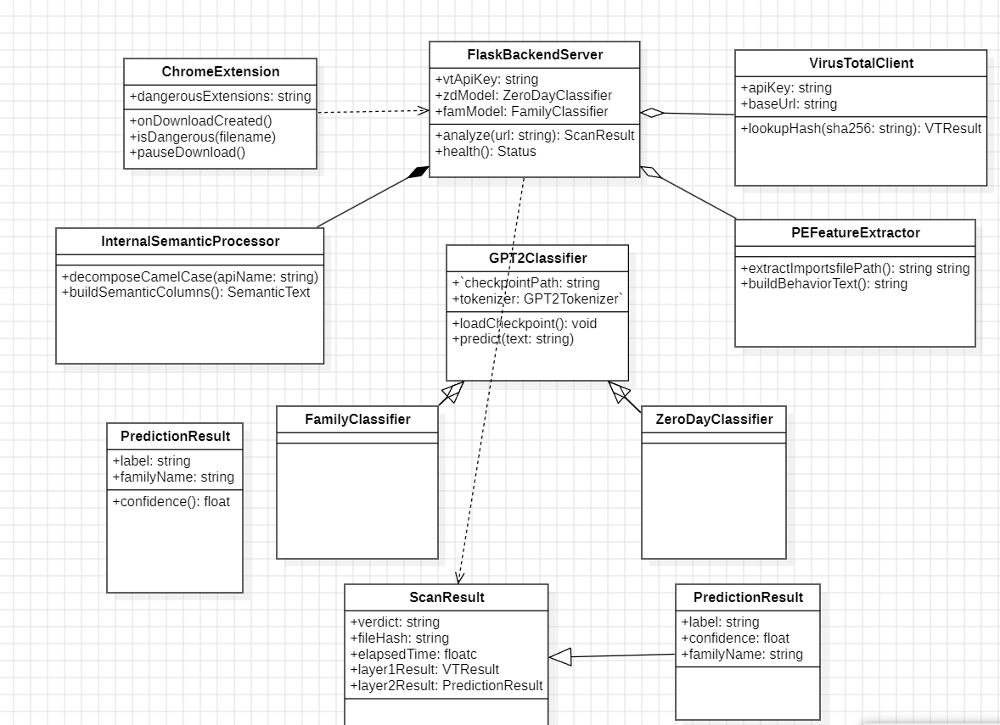 ChromeExtension
+dangerousExtensions: string
+onDownloadCreated()
+isDangerous(filename)
+pauseDownload()
FlaskBackendServer
+vtApiKey: string
+zdModel: ZeroDayClassifier
+famModel: FamilyClassifier
+analyze(url: string): ScanResult
+health(): Status
VirusTotalClient
+apiKey: string
+baseUrl: string
+lookupHash(sha256: string): VTResult
InternalSemanticProcessor
+decomposeCamelCase(apiName: string)
+buildSemanticColumns(): SemanticText
GPT2Classifier
+`checkpointPath: string
+tokenizer: GPT2Tokenizer`
+loadCheckpoint(): void
+predict(text: string)
PEFeatureExtractor
+extractImportsfilePath(): string string
+buildBehaviorText(): string
PredictionResult
+label: string
+familyName: string
+confidence(): float
FamilyClassifier
ZeroDayClassifier
ScanResult
+verdict: string
+fileHash: string
+elapsedTime: floatc
+layer1Result: VTResult
+layer2Result: PredictionResult
PredictionResult
+label: string
+confidence: float
+familyName: string